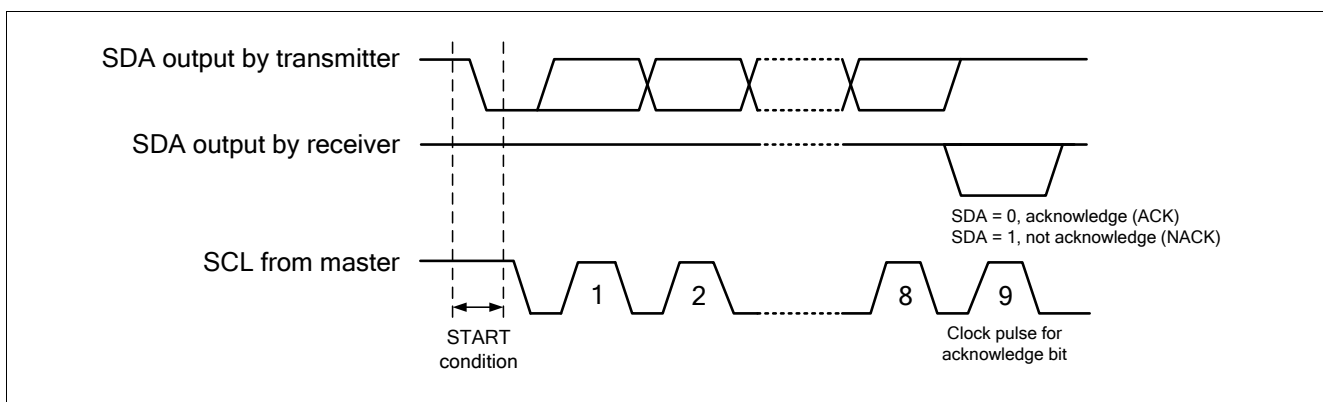 SDA output by transmitter
SDA output by receiver
SDA = 0, acknowledge (ACK)
SDA = 1, not acknowledge (NACK)
SCL from master
1
2
8
9
START
condition
Clock pulse for
acknowledge bit